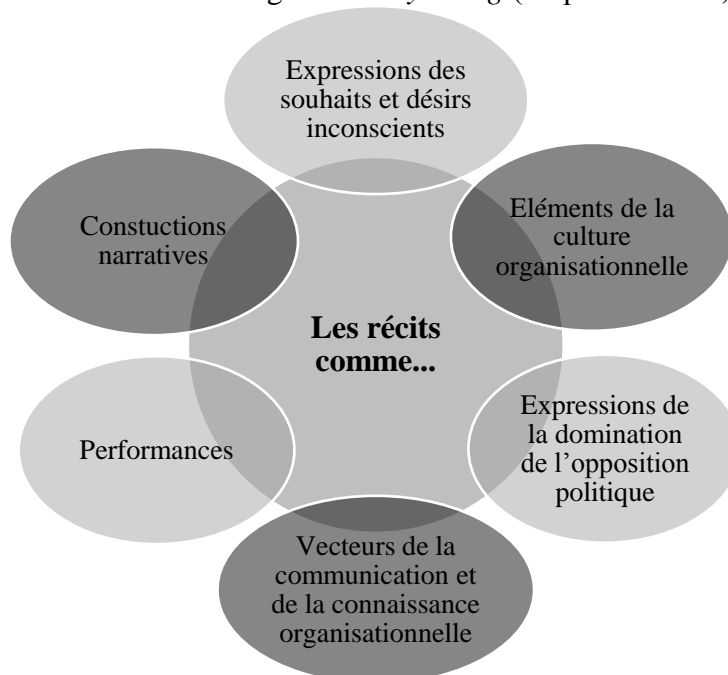 Expressions des
souhaits et désirs
inconscients
Constuctions
narratives
Eléments de la
culture
organisationnelle
Les récits
comme...
Performances
Expressions de
la domination
de l’opposition
politique
Vecteurs de la
communication et
de la connaissance
organisationnelle